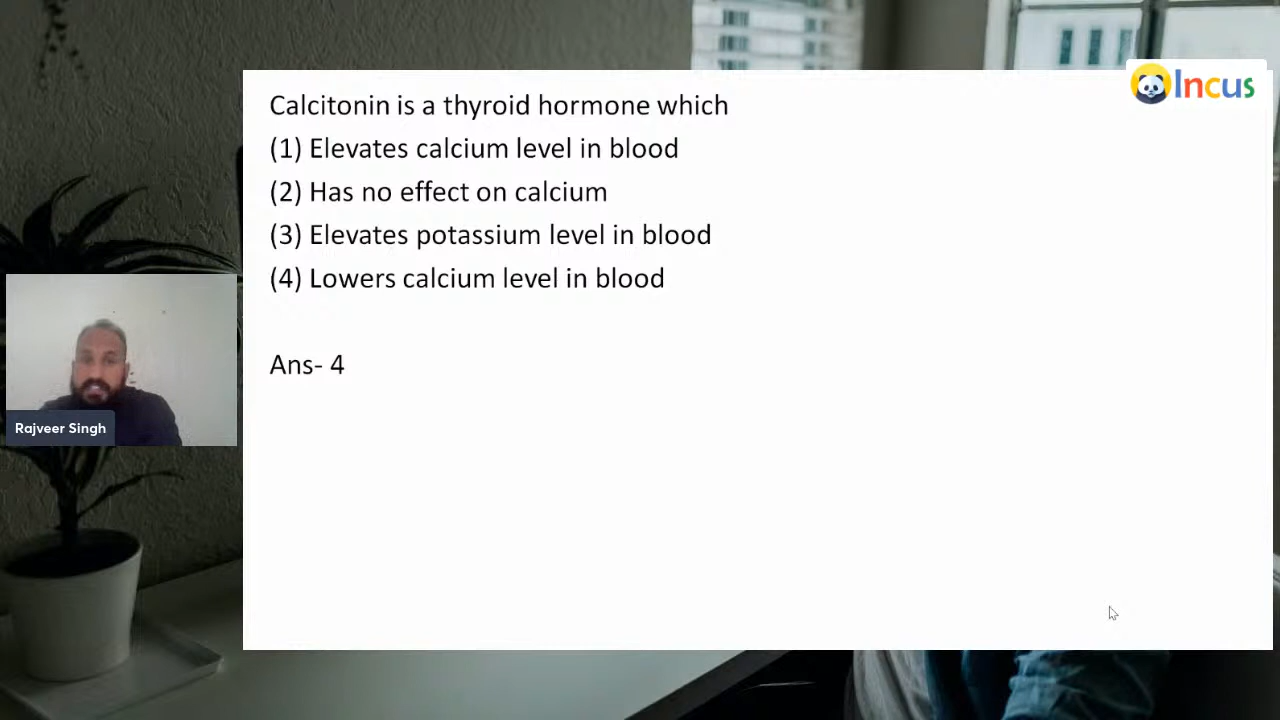 Incus
Calcitonin is a thyroid hormone which
(1) Elevates calcium level in blood
(2) Has no effect on calcium
(3) Elevates potassium level in blood
(4) Lowers calcium level in blood
Ans- 4
Rajveer Singh